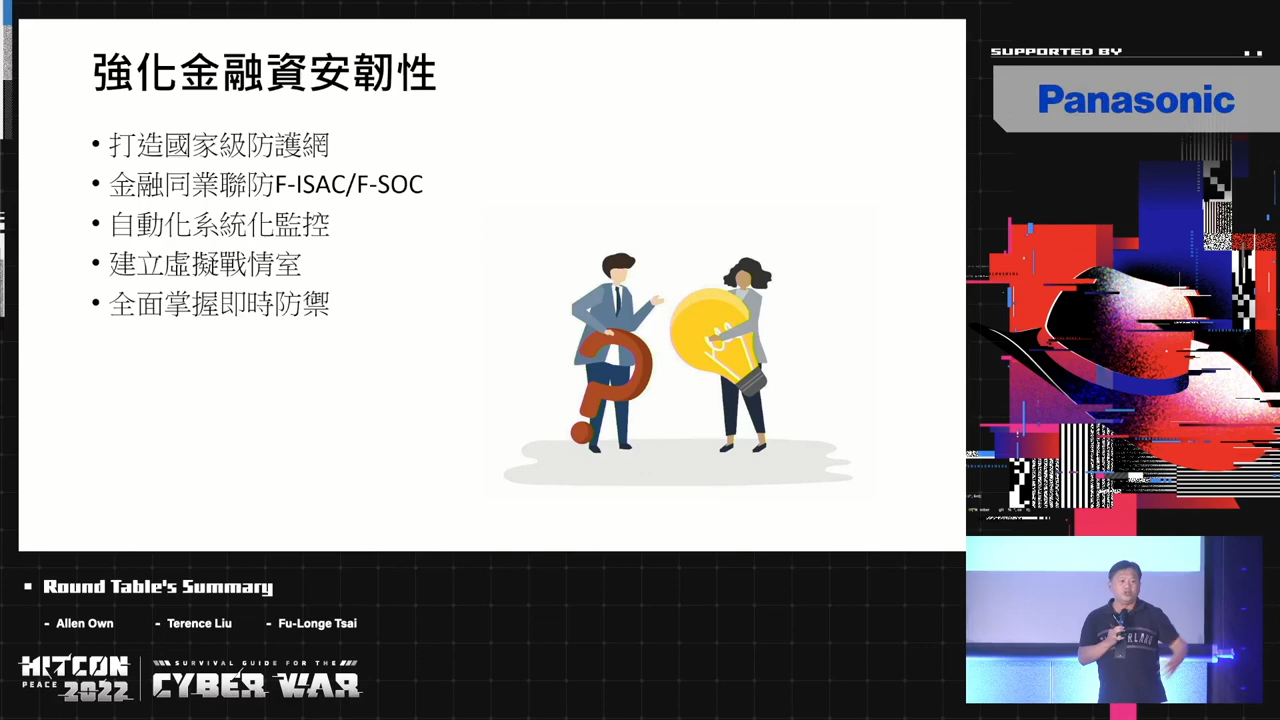 強化金融資安韌性
• 打造國家級防護網
• 金融同業聯防F-ISAC/F-SOC
• 自動化系統化監控
• 建立虛擬戰情室
• 全面掌握即時防禦
SUPPORTED BY
Panasonic
Round Table's Summary
- Allen Own - Terence Liu - Fu-Longe Tsai
HITCON
PEACE 2022
SURVIVAL GUIDE FOR THE
CYBER WAR